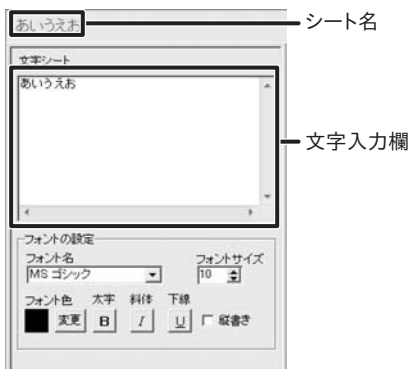 あいうえお
シート名
文字シート
あいうえお
文字入力欄
フォントの設定
フォント名
フォントサイズ
MS ゴシック
10
フォント色 太字 斜体 下線
変更 B I U 縦書き